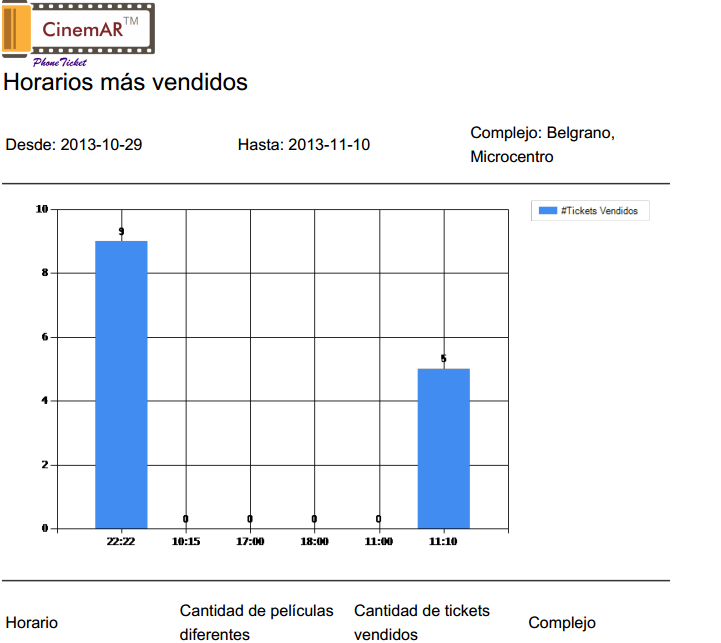 CinemAR™
PhoneTicket
Horarios más vendidos
Desde: 2013-10-29
Hasta: 2013-11-10
Complejo: Belgrano,
Microcentro
#Tickets Vendidos
10
8
6
4
2
0
9
0
0
0
0
5
22:22 10:15 17:00 18:00 11:00 11:10
Horario
Cantidad de películas
diferentes
Cantidad de tickets
vendidos
Complejo